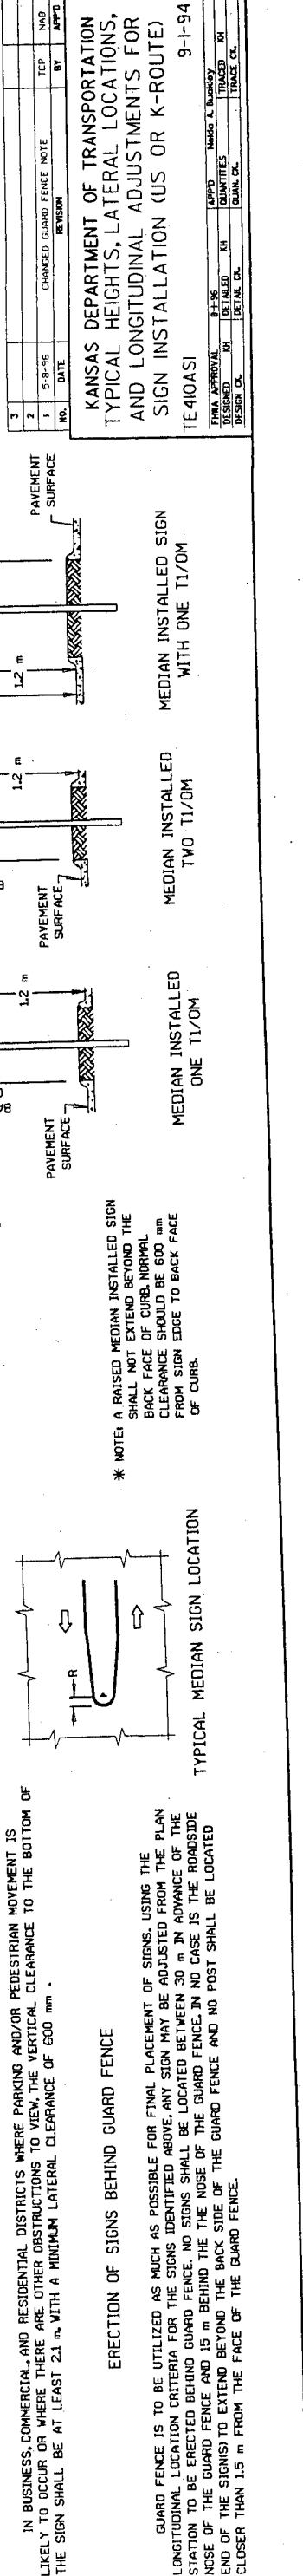 IN BUSINESS, COMMERCIAL, AND RESIDENTIAL DISTRICTS WHERE PARKING AND/OR PEDESTRIAN MOVEMENT IS
LIKELY TO OCCUR OR WHERE THERE ARE OTHER OBSTRUCTIONS TO VIEW, THE VERTICAL CLEARANCE TO THE BOTTOM OF
THE SIGN SHALL BE AT LEAST 2.1 m, WITH A MINIMUM LATERAL CLEARANCE OF 600 mm.
ERECTION OF SIGNS BEHIND GUARD FENCE
GUARD FENCE IS TO BE UTILIZED AS MUCH AS POSSIBLE FOR FINAL PLACEMENT OF SIGNS. USING THE
LONGITUDINAL LOCATION CRITERIA FOR THE SIGNS IDENTIFIED ABOVE, ANY SIGN MAY BE ADJUSTED FROM THE PLAN
STATION TO BE ERECTED BEHIND GUARD FENCE. NO SIGNS SHALL BE LOCATED BETWEEN 30 m IN ADVANCE OF THE
NOSE OF THE GUARD FENCE AND 15 m BEHIND THE THE NOSE OF THE GUARD FENCE. IN NO CASE IS THE ROADSIDE
END OF THE SIGN(S) TO EXTEND BEYOND THE BACK SIDE OF THE GUARD FENCE AND NO POST SHALL BE LOCATED
CLOSER THAN 1.5 m FROM THE FACE OF THE GUARD FENCE.
R
TYPICAL MEDIAN SIGN LOCATION
* NOTE: A RAISED MEDIAN INSTALLED SIGN
SHALL NOT EXTEND BEYOND THE
BACK FACE OF CURB. NORMAL
CLEARANCE SHOULD BE 600 mm
FROM SIGN EDGE TO BACK FACE
OF CURB.
PAVEMENT
SURFACE
1.2 m
MEDIAN INSTALLED
ONE T1/OM
PAVEMENT
SURFACE
1.2 m
MEDIAN INSTALLED
TWO T1/OM
1.2 m
PAVEMENT
SURFACE
MEDIAN INSTALLED SIGN
WITH ONE T1/OM
3
2
1 5-8-96 CHANGED GUARD FENCE NOTE TCP NAB
NO. DATE REVISION BY APP'D
KANSAS DEPARTMENT OF TRANSPORTATION
TYPICAL HEIGHTS, LATERAL LOCATIONS,
AND LONGITUDINAL ADJUSTMENTS FOR
SIGN INSTALLATION (US OR K-ROUTE)
TE410ASI 9-1-94
FHWA APPROVAL 8-1-96 APP'D Nelda A. Buckley
DESIGNED KH DETAILED KH QUANTITIES TRACED KH
DESIGN CK. DETAIL CK. QUAN. CK. TRACE CK.